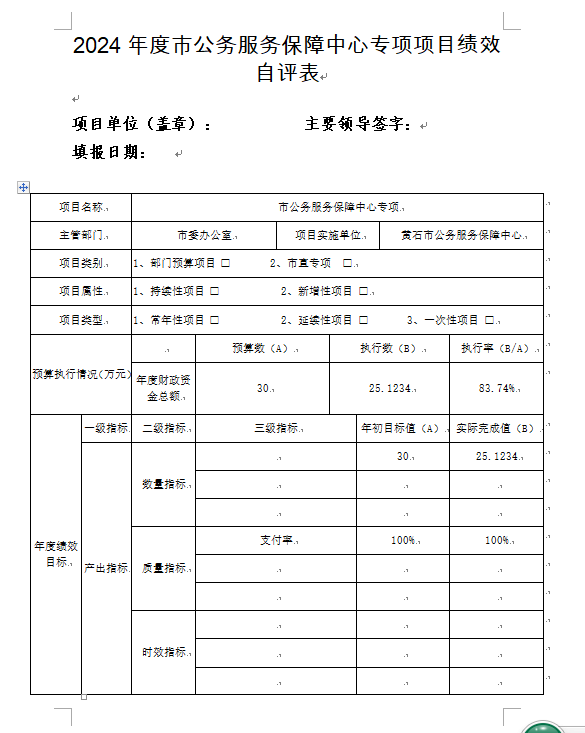 2024 年度市公务服务保障中心专项项目绩效
自评表
项目单位（盖章）： 主要领导签字：
填报日期：
项目名称 市公务服务保障中心专项
主管部门 市委办公室 项目实施单位 黄石市公务服务保障中心
项目类别 1、部门预算项目 □ 2、市直专项 □
项目属性 1、持续性项目 □ 2、新增性项目 □
项目类型 1、常年性项目 □ 2、延续性项目 □ 3、一次性项目 □
预算执行情况(万元) 预算数（A） 执行数（B） 执行率（B/A）
年度财政资
金总额 30 25.1234 83.74%
年度绩效
目标 一级指标 二级指标 三级指标 年初目标值（A） 实际完成值（B）
产出指标 数量指标 30 25.1234
质量指标 支付率 100% 100%
时效指标